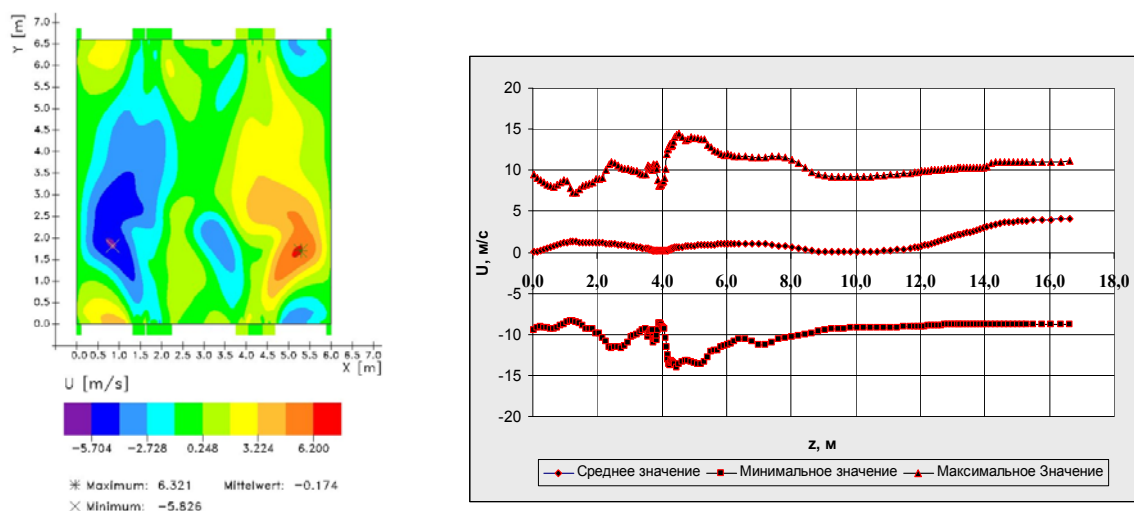 Y [m]
7.0
6.5
6.0
5.5
5.0
4.5
4.0
3.5
3.0
2.5
2.0
1.5
1.0
0.5
0.0
0.0 0.5 1.0 1.5 2.0 2.5 3.0 3.5 4.0 4.5 5.0 5.5 6.0 6.5 7.0
X [m]
U [m/s]
-5.704 -2.728 0.248 3.224 6.200
Maximum: 6.321 Mittelwert: -0.174
Minimum: -5.826
U, м/с
20
15
10
5
0
-5
-10
-15
-20
0,0 2,0 4,0 6,0 8,0 10,0 12,0 14,0 16,0 18,0
z, м
Среднее значение Минимальное значение Максимальное Значение